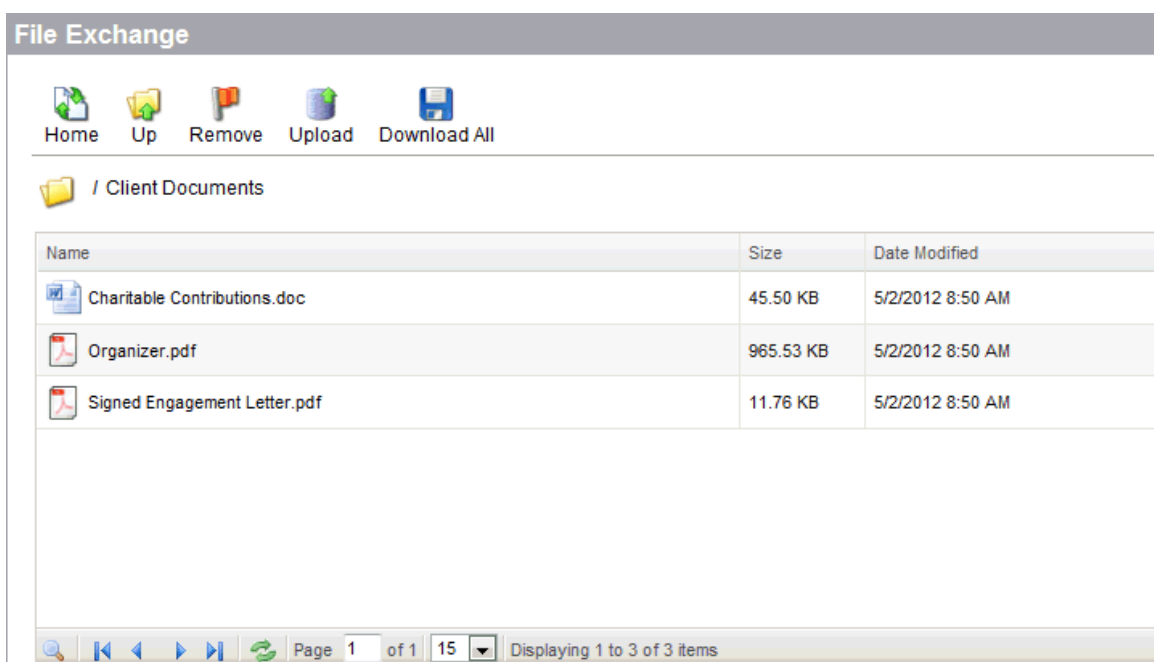 File Exchange
Home Up Remove Upload Download All
/ Client Documents
Name Size Date Modified
Charitable Contributions.doc 45.50 KB 5/2/2012 8:50 AM
Organizer.pdf 965.53 KB 5/2/2012 8:50 AM
Signed Engagement Letter.pdf 11.76 KB 5/2/2012 8:50 AM
Page 1 of 1 15 Displaying 1 to 3 of 3 items